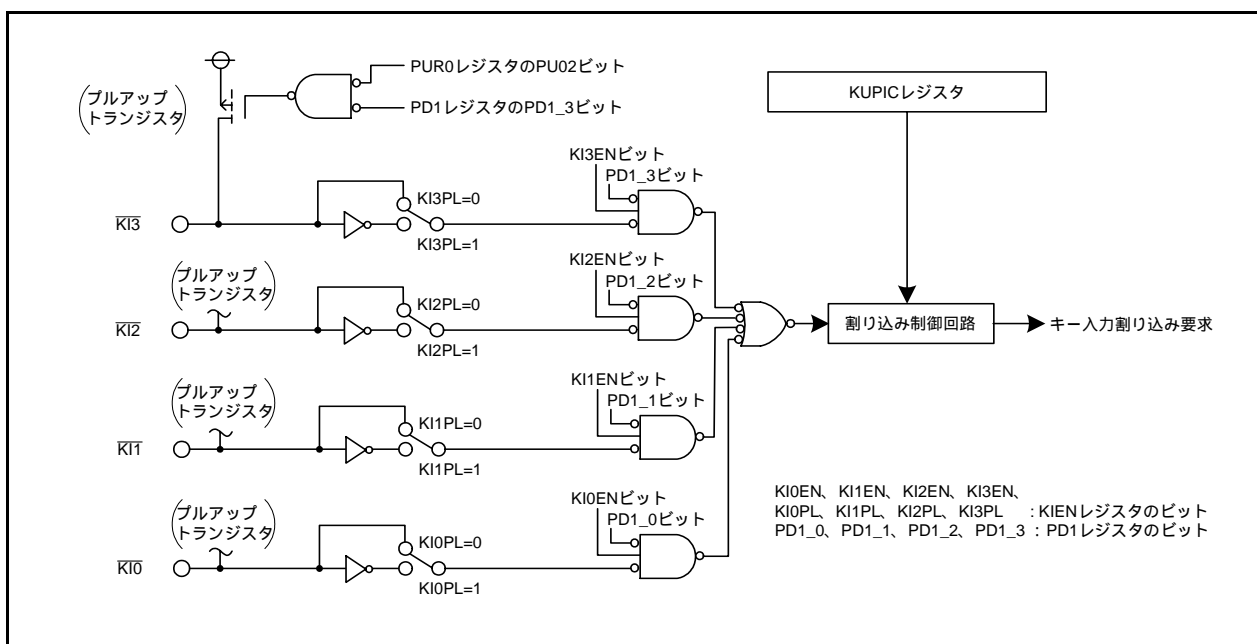 PUR0レジスタのPU02ビット
PD1レジスタのPD1_3ビット
プルアップ
トランジスタ
KUPICレジスタ
KI3ENビット
PD1_3ビット
KI3PL=0
KI3
KI3PL=1
プルアップ
トランジスタ
KI2ENビット
PD1_2ビット
KI2PL=0
KI2
KI2PL=1
割り込み制御回路
キー入力割り込み要求
プルアップ
トランジスタ
KI1ENビット
PD1_1ビット
KI1PL=0
KI1
KI1PL=1
プルアップ
トランジスタ
KI0ENビット
PD1_0ビット
KI0PL=0
KI0
KI0PL=1
KI0EN、KI1EN、KI2EN、KI3EN、
KI0PL、KI1PL、KI2PL、KI3PL :KIENレジスタのビット
PD1_0、PD1_1、PD1_2、PD1_3:PD1レジスタのビット